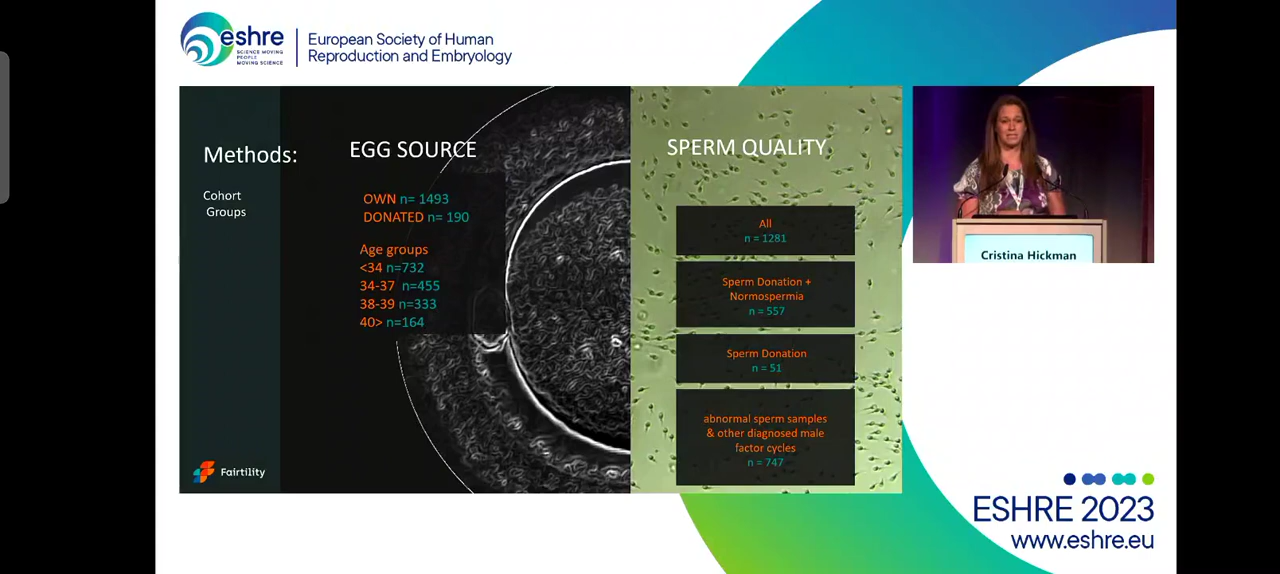 eshre
SCIENCE MOVING
PEOPLE
MOVING SCIENCE
European Society of Human
Reproduction and Embryology
Methods:
Cohort
Groups
EGG SOURCE
OWN n= 1493
DONATED n= 190
Age groups
<34 n=732
34-37 n=455
38-39 n=333
40> n=164
SPERM QUALITY
All
n = 1281
Sperm Donation +
Normospermia
n = 557
Sperm Donation
n = 51
abnormal sperm samples
& other diagnosed male
factor cycles
n = 747
Fairtility
Cristina Hickman
ESHRE 2023
www.eshre.eu